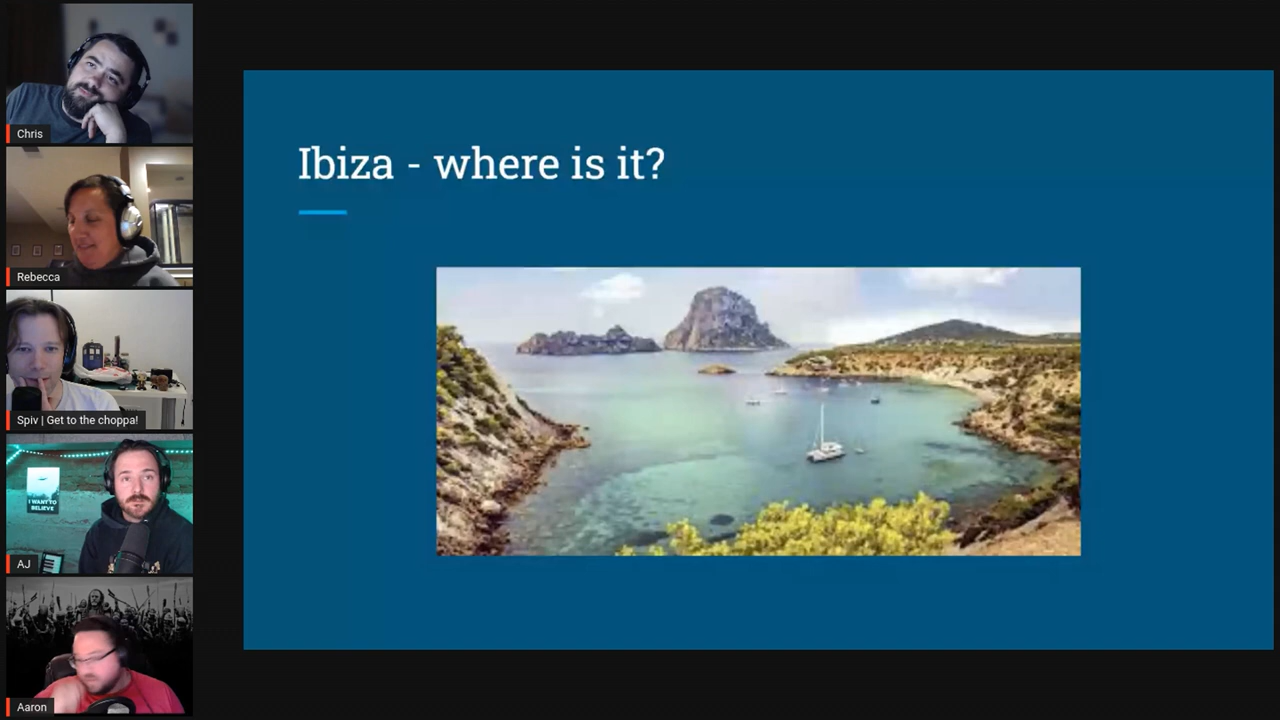 Chris
Rebecca
Spiv | Get to the choppa!
I WANT TO
BELIEVE
AJ
Aaron
Ibiza - where is it?